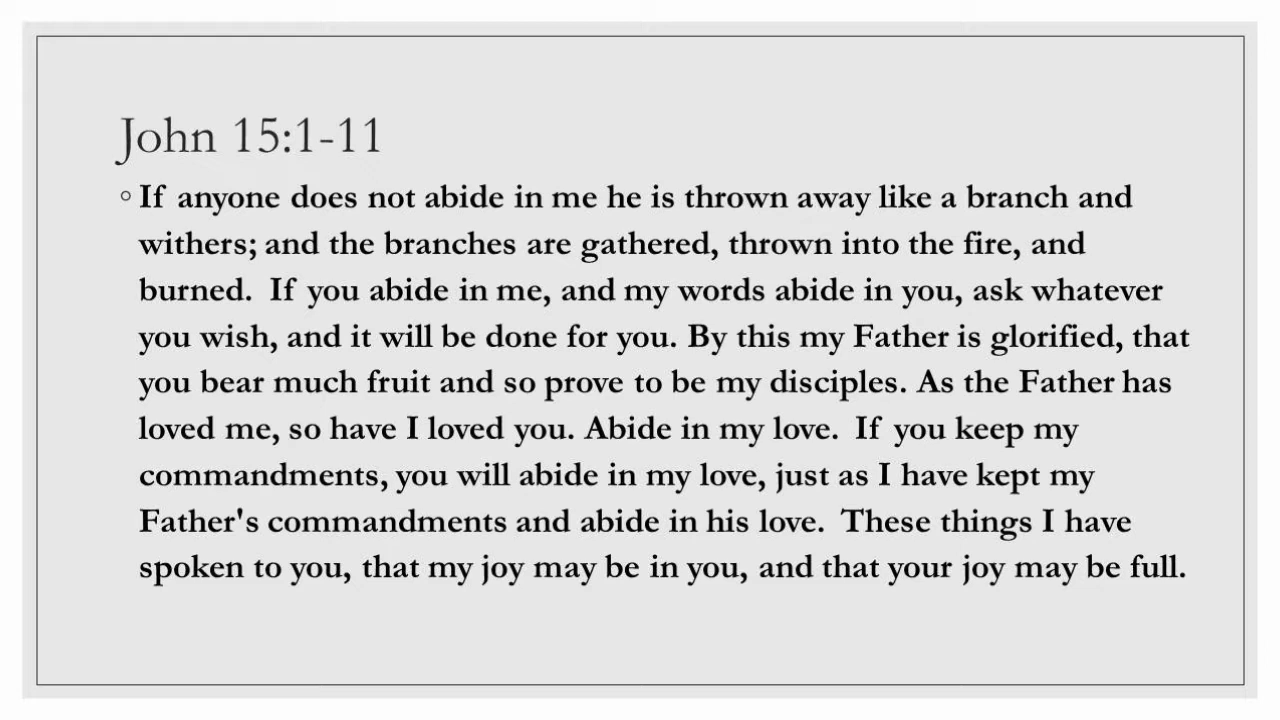 John 15:1-11
◦ If anyone does not abide in me he is thrown away like a branch and
withers; and the branches are gathered, thrown into the fire, and
burned.  If you abide in me, and my words abide in you, ask whatever
you wish, and it will be done for you. By this my Father is glorified, that
you bear much fruit and so prove to be my disciples. As the Father has
loved me, so have I loved you. Abide in my love.  If you keep my
commandments, you will abide in my love, just as I have kept my
Father's commandments and abide in his love.  These things I have
spoken to you, that my joy may be in you, and that your joy may be full.